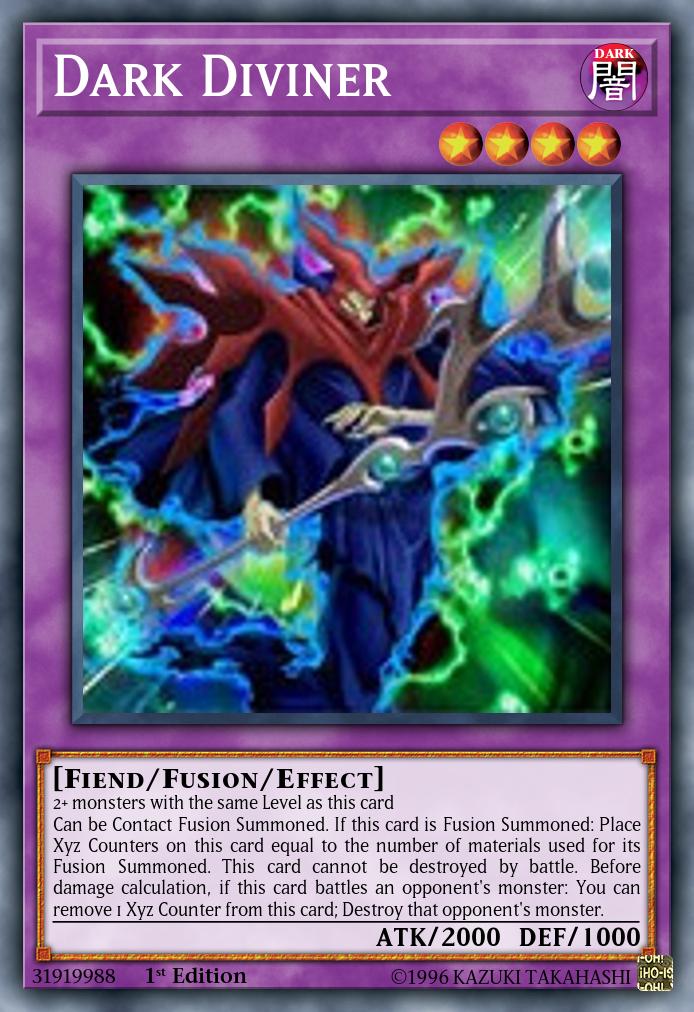 Dark Diviner
DARK
闇
[Fiend/Fusion/Effect]
2+ monsters with the same Level as this card
Can be Contact Fusion Summoned. If this card is Fusion Summoned: Place
Xyz Counters on this card equal to the number of materials used for its
Fusion Summoned. This card cannot be destroyed by battle. Before
damage calculation, if this card battles an opponent's monster: You can
remove 1 Xyz Counter from this card; Destroy that opponent's monster.
ATK/2000 DEF/1000
31919988 1st Edition ©1996 KAZUKI TAKAHASHI